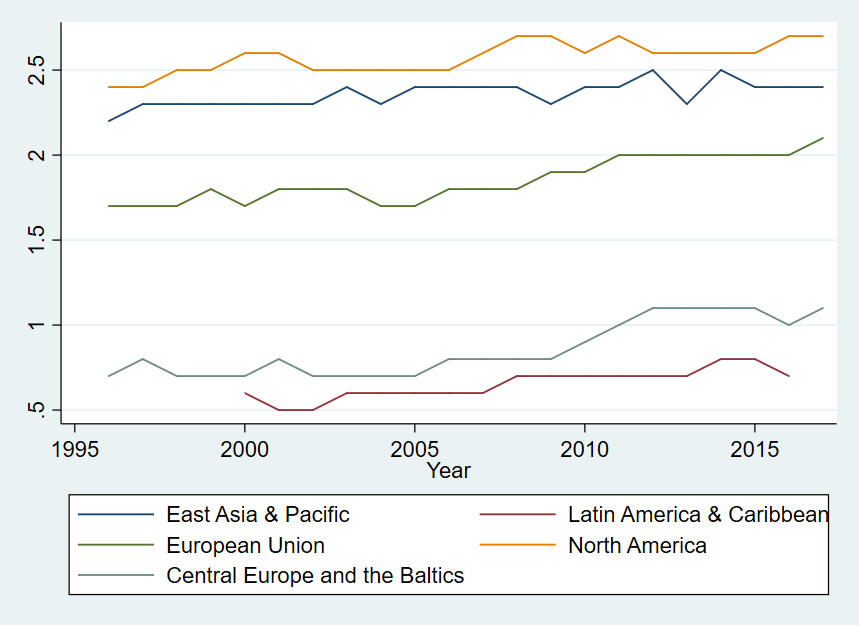 2.5
2
1.5
1
.5
1995 2000 2005 2010 2015
Year
East Asia & Pacific Latin America & Caribbean
European Union North America
Central Europe and the Baltics